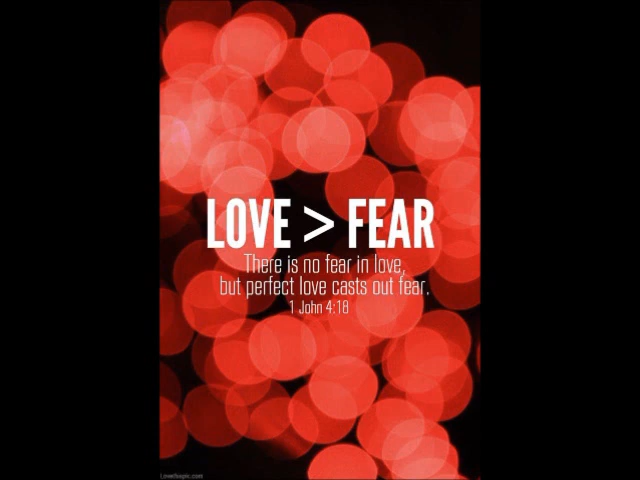 LOVE > FEAR
There is no fear in love,
but perfect love casts out fear.
1 John 4:18